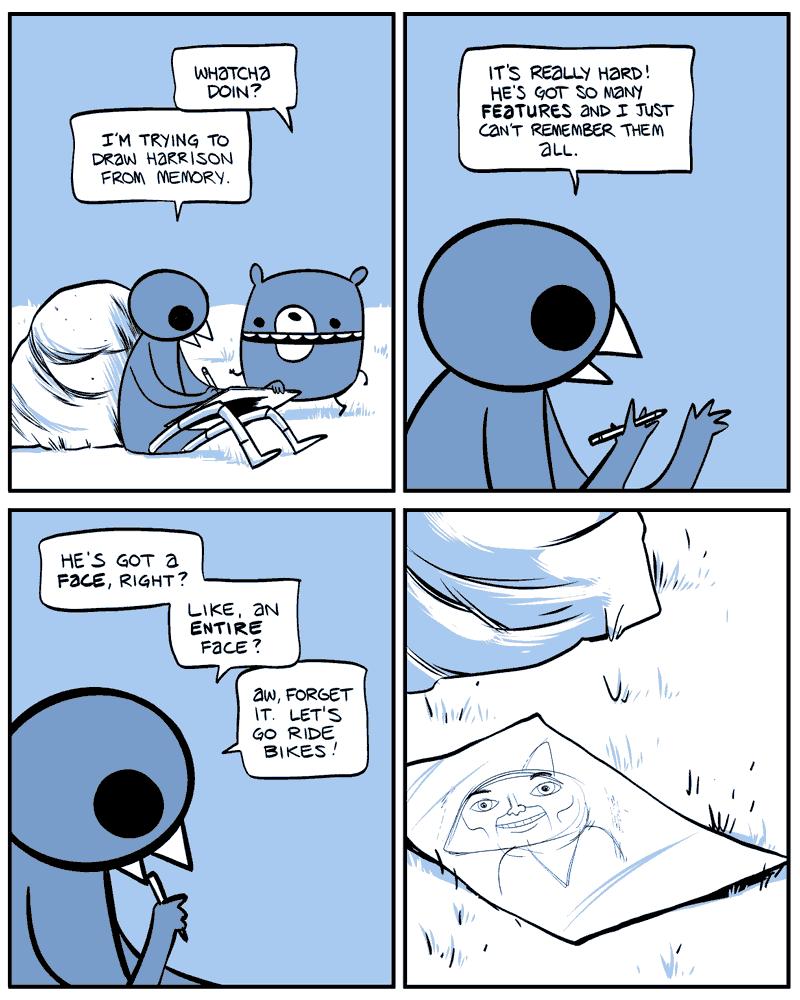 WHATCHA
DOIN?
I'M TRYING TO
DRAW HARRISON
FROM MEMORY.
IT'S REALLY HARD!
HE'S GOT SO MANY
FEATURES AND I JUST
CAN'T REMEMBER THEM
ALL.
HE'S GOT A
FACE, RIGHT?
LIKE, AN
ENTIRE
FACE?
AW, FORGET
IT. LET'S
GO RIDE
BIKES!